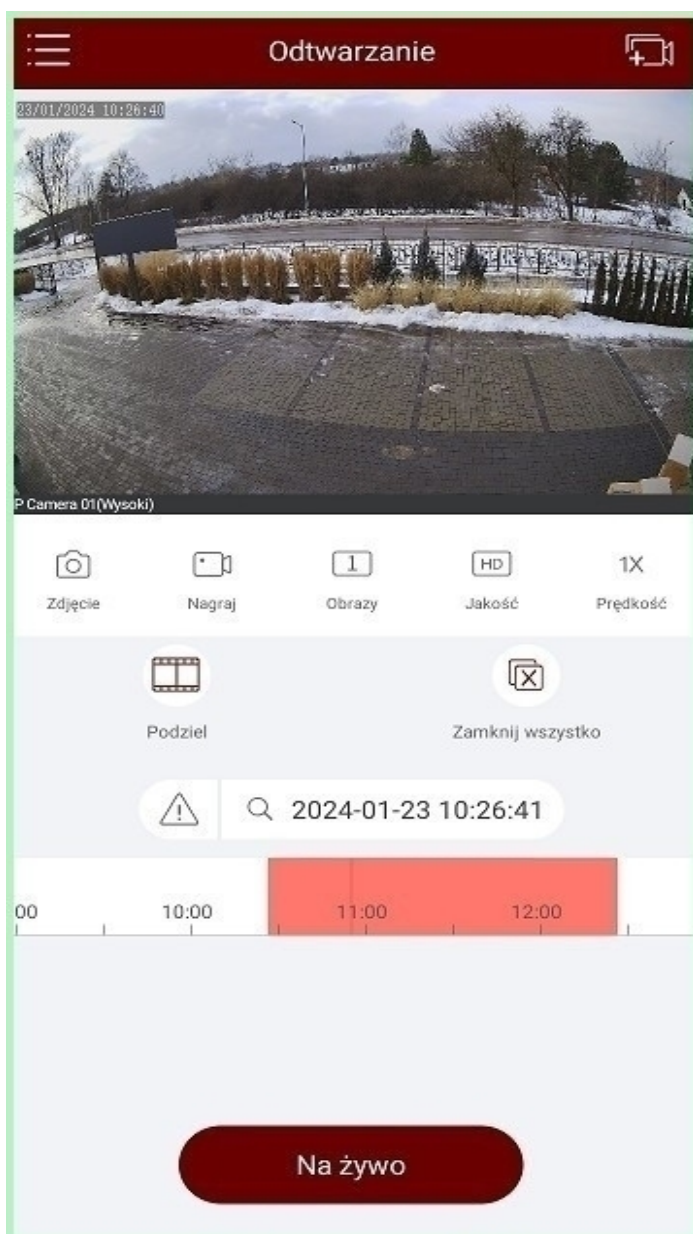 Odtwarzanie
23/01/2024 10:26:40
P Camera 01(Wysoki)
1 HD 1X
Zdjęcie Nagraj Obrazy Jakość Prędkość
Podziel Zamknij wszystko
2024-01-23 10:26:41
00 10:00 11:00 12:00
Na żywo